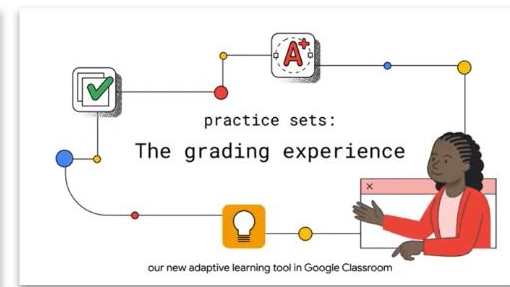 A+
practice sets:
The grading experience
our new adaptive learning tool in Google Classroom